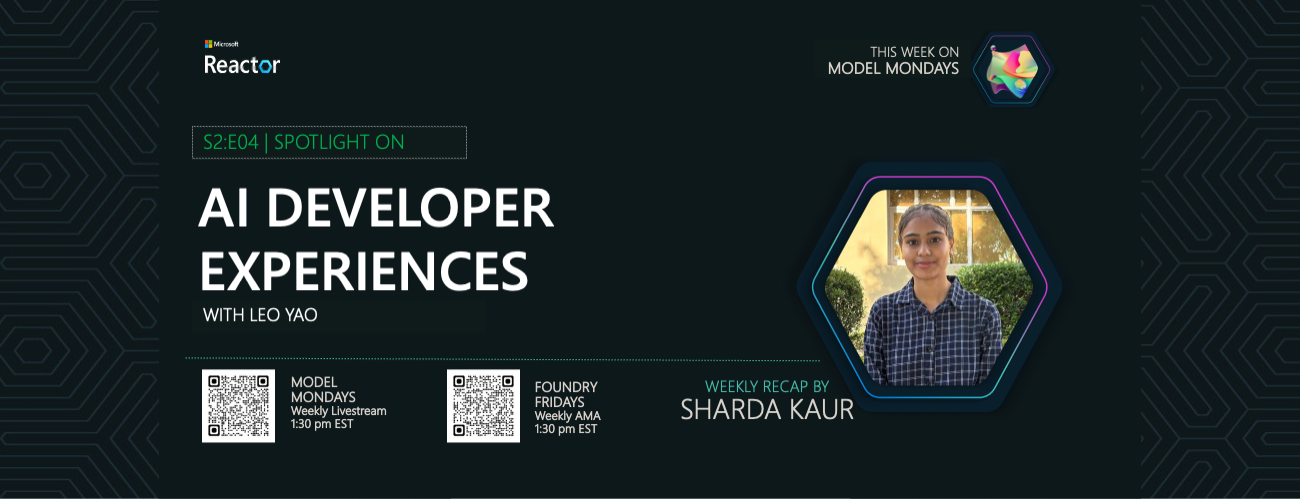 Microsoft
Reactor
THIS WEEK ON
MODEL MONDAYS
S2:E04 | SPOTLIGHT ON
AI DEVELOPER
EXPERIENCES
WITH LEO YAO
MODEL
MONDAYS
Weekly Livestream
1:30 pm EST
FOUNDRY
FRIDAYS
Weekly AMA
1:30 pm EST
WEEKLY RECAP BY
SHARDA KAUR